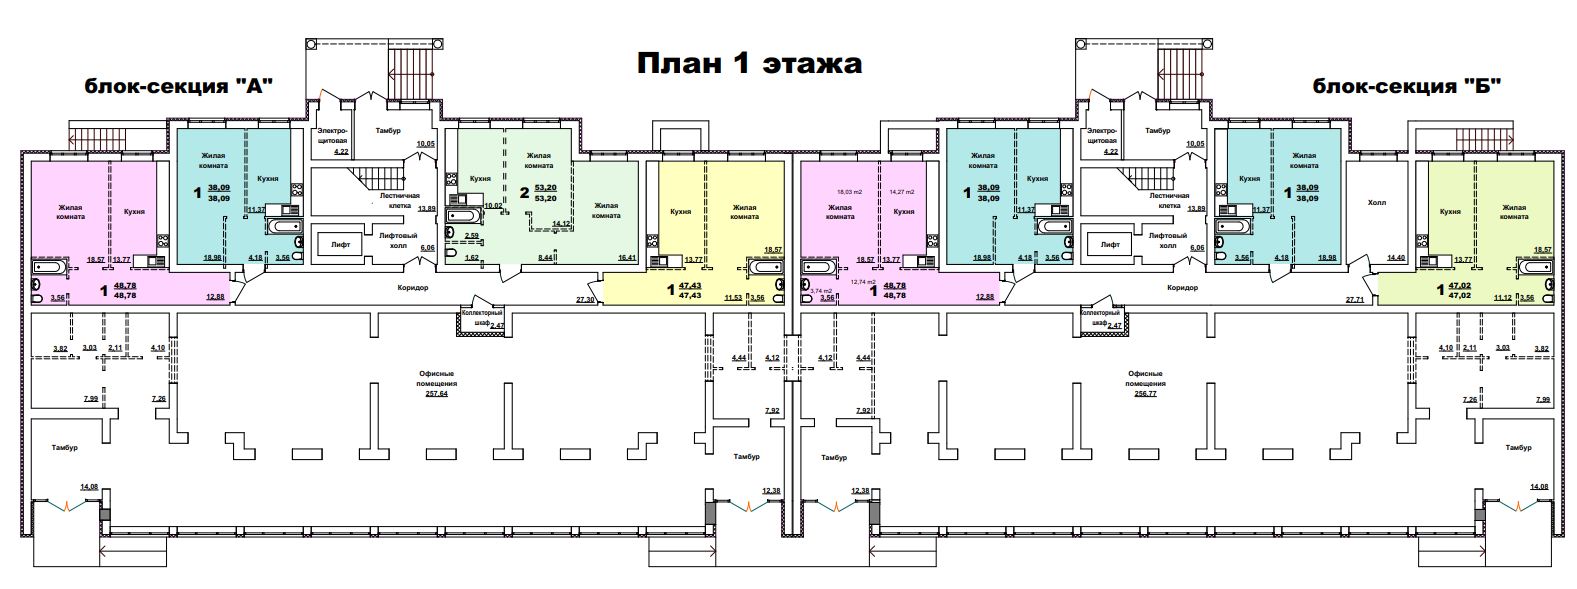 План 1 этажа
блок-секция "А"
блок-секция "Б"
Электро-
щитовая
4,22
Тамбур
10,05
Лестничная
клетка
13,89
Лифт
Лифтовый
холл
6,06
Жилая
комната
Кухня
18,57
13,77
3,56
1
48,78
48,78
12,88
Жилая
комната
1
38,09
38,09
Кухня
11,37
18,98
4,18
3,56
Кухня
10,02
2
53,20
53,20
Жилая
комната
14,12
Жилая
комната
2,59
1,62
8,44
16,41
Кухня
Жилая
комната
13,77
18,57
1
47,43
47,43
11,53
3,56
Коридор
27,30
Коллекторный
шкаф
2,47
3,82
3,03
2,11
4,10
7,99
7,26
Офисные
помещения
257,64
4,44
4,12
7,92
Тамбур
14,08
Тамбур
12,38
Электро-
щитовая
4,22
Тамбур
10,05
Лестничная
клетка
13,89
Лифт
Лифтовый
холл
6,06
18,03 m2
14,27 m2
Жилая
комната
Кухня
18,57
13,77
12,74 m2
3,74 m2
3,56
1
48,78
48,78
12,88
Жилая
комната
1
38,09
38,09
Кухня
11,37
18,98
4,18
3,56
Кухня
11,37
Жилая
комната
1
38,09
38,09
3,56
4,18
18,98
Холл
14,40
Кухня
Жилая
комната
13,77
18,57
1
47,02
47,02
11,12
3,56
Коридор
27,71
Коллекторный
шкаф
2,47
4,12
4,44
7,92
Офисные
помещения
256,77
4,10
2,11
3,03
3,82
7,26
7,99
Тамбур
12,38
Тамбур
14,08